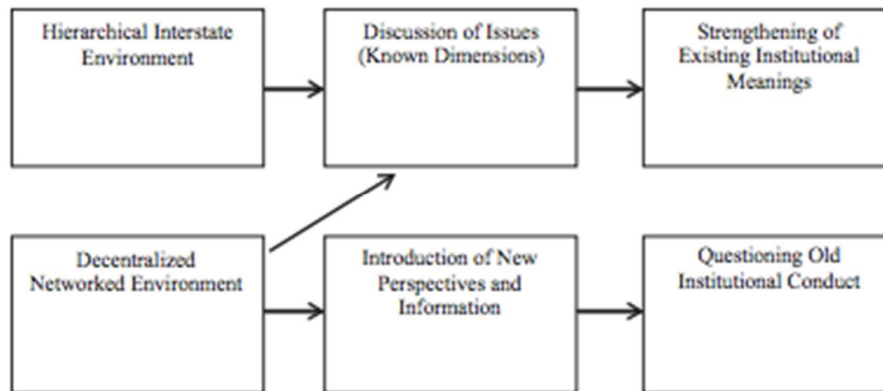 Hierarchical Interstate
Environment
Discussion of Issues
(Known Dimensions)
Strengthening of
Existing Institutional
Meanings
Decentralized
Networked Environment
Introduction of New
Perspectives and
Information
Questioning Old
Institutional Conduct